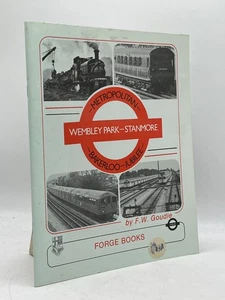 METROPOLITAN
WEMBLEY PARK-STANMORE
BAKERLOO-JUBILEE
by F.W. Goudie
FORGE BOOKS